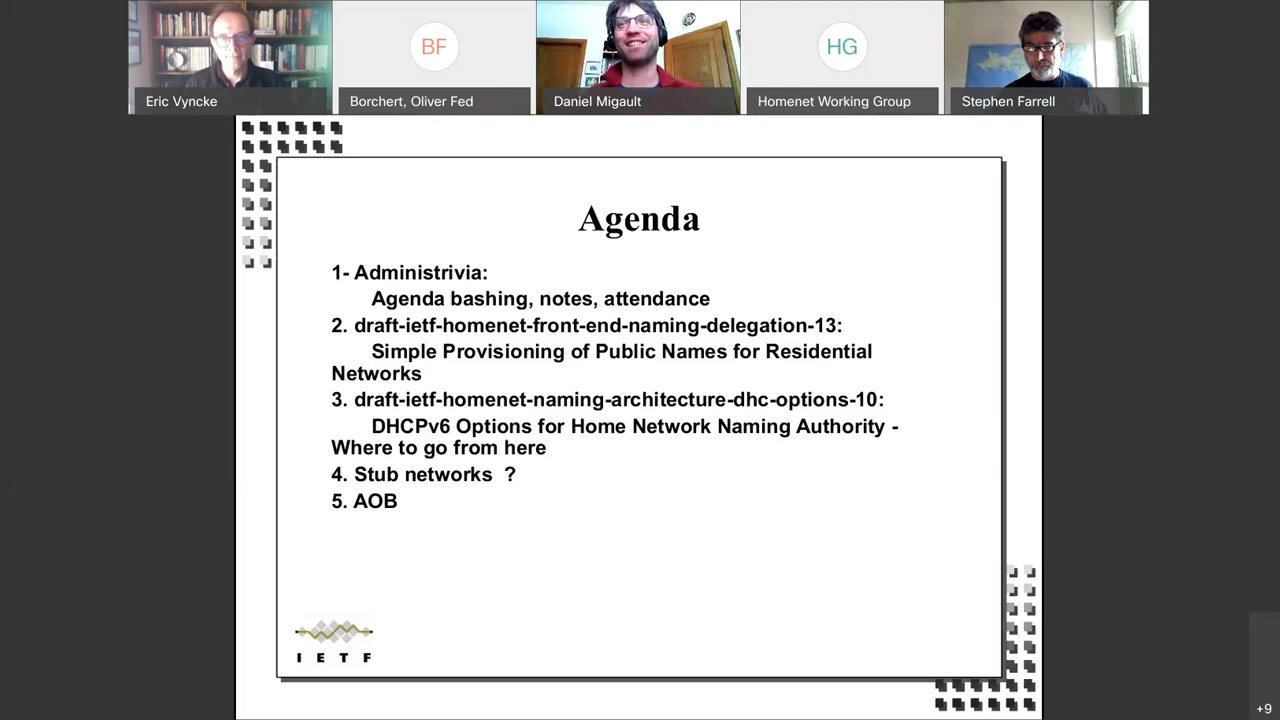 BF
HG
Eric Vyncke
Borchert, Oliver Fed
Daniel Migault
Homenet Working Group
Stephen Farrell
Agenda
1- Administrivia:
Agenda bashing, notes, attendance
2. draft-ietf-homenet-front-end-naming-delegation-13:
Simple Provisioning of Public Names for Residential
Networks
3. draft-ietf-homenet-naming-architecture-dhc-options-10:
DHCPv6 Options for Home Network Naming Authority -
Where to go from here
4. Stub networks ?
5. AOB
I E T F
+9